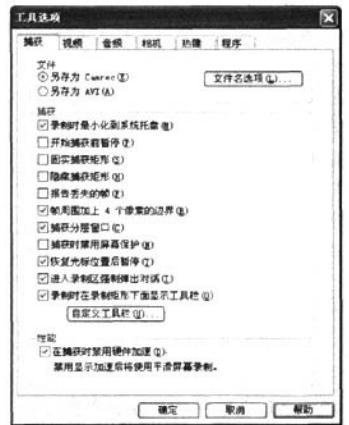 工具选项
捕获 视频 音频 相机 热键 程序
文件
另存为 Camrec(E)
文件名选项(L)...
另存为 AVI(A)
捕获
录制时最小化到系统托盘(M)
开始捕获前暂停(P)
固实捕获矩形(S)
隐藏捕获矩形
报告丢失的帧
帧周围加上 4 个像素的边界(B)
捕获分层窗口(C)
捕获时禁用屏幕保护
恢复光标位置后暂停
进入录制区强制弹出对话
录制时在录制矩形下面显示工具栏
自定义工具栏
性能
在捕获时禁用硬件加速
禁用显示加速后将使用平滑屏幕录制。
确定 取消 帮助